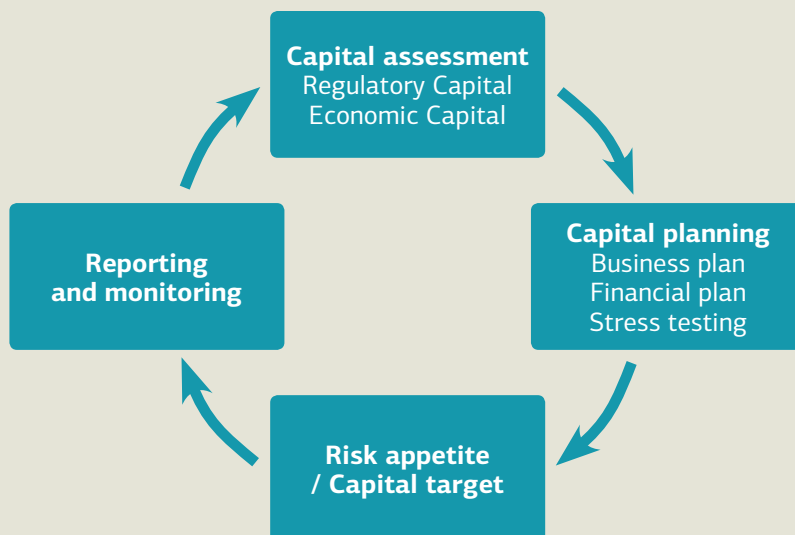 Capital assessment
Regulatory Capital
Economic Capital
Capital planning
Business plan
Financial plan
Stress testing
Reporting
and monitoring
Risk appetite
/ Capital target